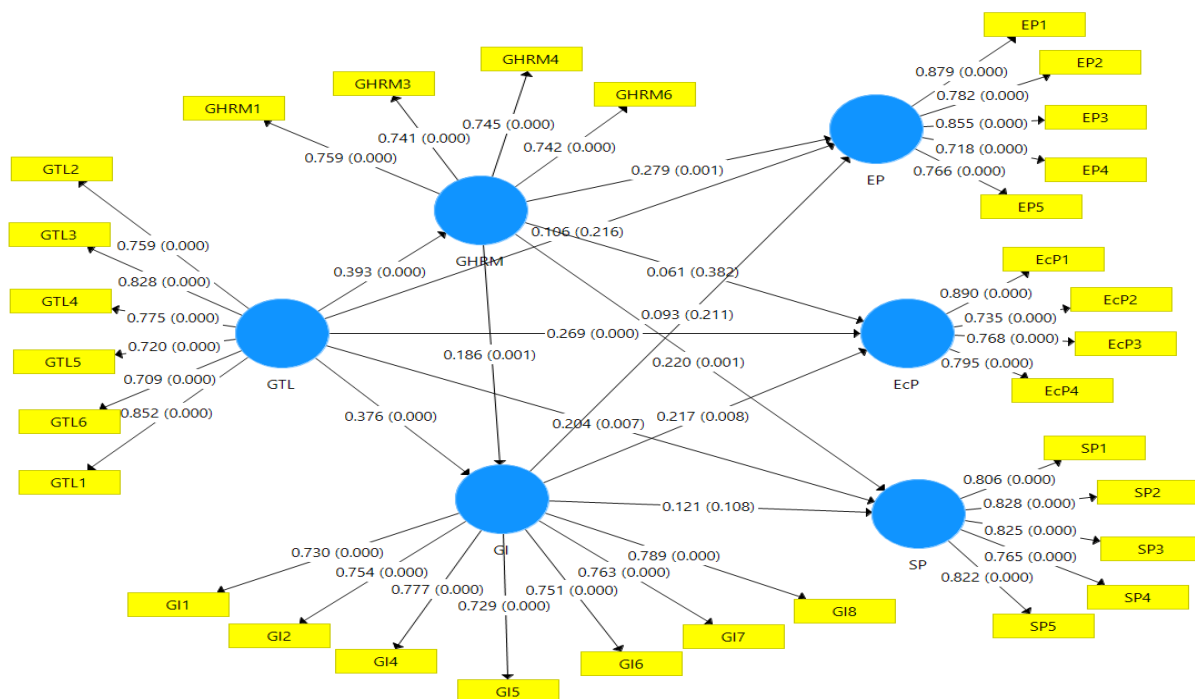 EP1
EP2
EP3
EP4
EP5
0.879 (0.000)
0.782 (0.000)
0.855 (0.000)
0.718 (0.000)
0.766 (0.000)
EP
GHRM1
GHRM3
GHRM4
GHRM6
0.759 (0.000)
0.741 (0.000)
0.745 (0.000)
0.742 (0.000)
GHRM
GTL2
GTL3
GTL4
GTL5
GTL6
GTL1
0.759 (0.000)
0.828 (0.000)
0.775 (0.000)
0.720 (0.000)
0.709 (0.000)
0.852 (0.000)
GTL
0.393 (0.000)
0.279 (0.001)
0.106 (0.216)
0.061 (0.382)
0.093 (0.211)
0.269 (0.000)
0.186 (0.001)
0.220 (0.001)
0.376 (0.000)
0.217 (0.008)
0.204 (0.007)
0.121 (0.108)
EcP1
EcP2
EcP3
EcP4
0.890 (0.000)
0.735 (0.000)
0.768 (0.000)
0.795 (0.000)
EcP
SP1
SP2
SP3
SP4
SP5
0.806 (0.000)
0.828 (0.000)
0.825 (0.000)
0.765 (0.000)
0.822 (0.000)
SP
GI
0.730 (0.000)
0.754 (0.000)
0.777 (0.000)
0.729 (0.000)
0.751 (0.000)
0.763 (0.000)
0.789 (0.000)
GI1
GI2
GI4
GI5
GI6
GI7
GI8